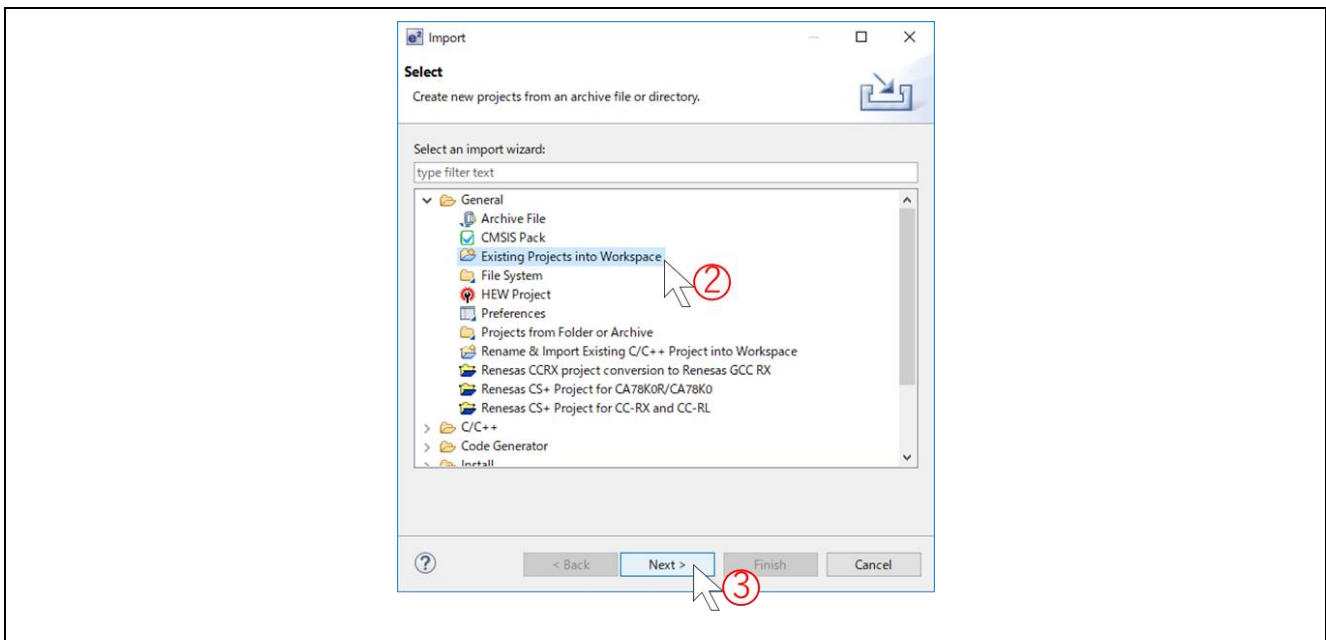 e² Import
Select
Create new projects from an archive file or directory.
Select an import wizard:
type filter text
General
Archive File
CMSIS Pack
Existing Projects into Workspace
②
File System
HEW Project
Preferences
Projects from Folder or Archive
Rename & Import Existing C/C++ Project into Workspace
Renesas CCRX project conversion to Renesas GCC RX
Renesas CS+ Project for CA78K0R/CA78K0
Renesas CS+ Project for CC-RX and CC-RL
C/C++
Code Generator
Install
? < Back Next > Finish Cancel
③